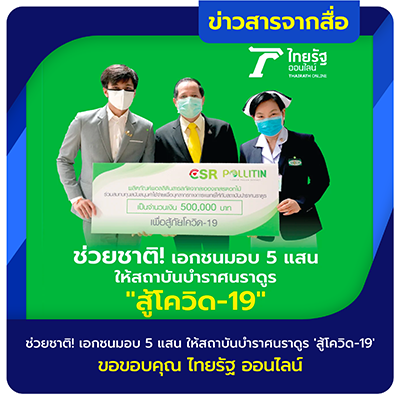 ข่าวสารจากสื่อ
ไทยรัฐ
ออนไลน์
CSR POLLITIN
เป็นจำนวนเงิน 500,000 บาท
เพื่อสู้ภัยโควิด-19
ช่วยชาติ! เอกชนมอบ 5 แสน
ให้สถาบันบำราศนราดูร
"สู้โควิด-19"
ช่วยชาติ! เอกชนมอบ 5 แสน ให้สถาบันบำราศนราดูร 'สู้โควิด-19'
ขอขอบคุณ ไทยรัฐ ออนไลน์